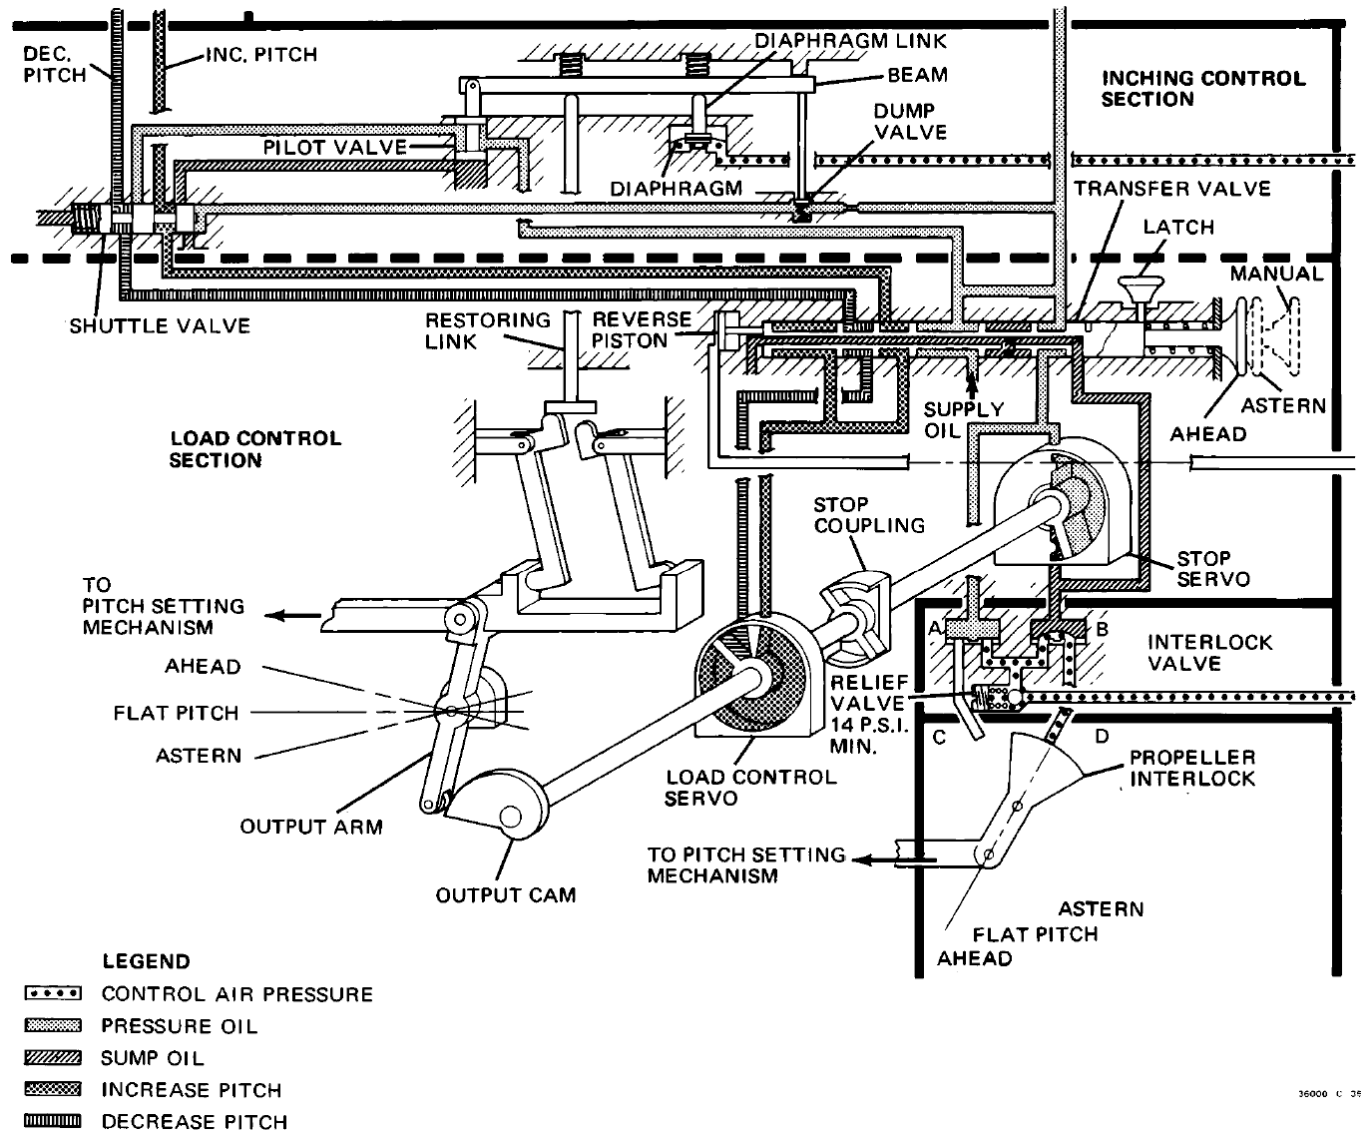 DEC.
PITCH
INC. PITCH
DIAPHRAGM LINK
BEAM
DUMP
VALVE
INCHING CONTROL
SECTION
PILOT VALVE
DIAPHRAGM
TRANSFER VALVE
LATCH
MANUAL
SHUTTLE VALVE
RESTORING
LINK
REVERSE
PISTON
SUPPLY
OIL
ASTERN
AHEAD
LOAD CONTROL
SECTION
STOP
COUPLING
STOP
SERVO
TO
PITCH SETTING
MECHANISM
A
B
INTERLOCK
VALVE
AHEAD
FLAT PITCH
ASTERN
RELIEF
VALVE
14 P.S.I.
MIN.
C
D
PROPELLER
INTERLOCK
LOAD CONTROL
SERVO
OUTPUT ARM
OUTPUT CAM
TO PITCH SETTING
MECHANISM
ASTERN
FLAT PITCH
AHEAD
LEGEND
CONTROL AIR PRESSURE
PRESSURE OIL
SUMP OIL
INCREASE PITCH
DECREASE PITCH
36000 C